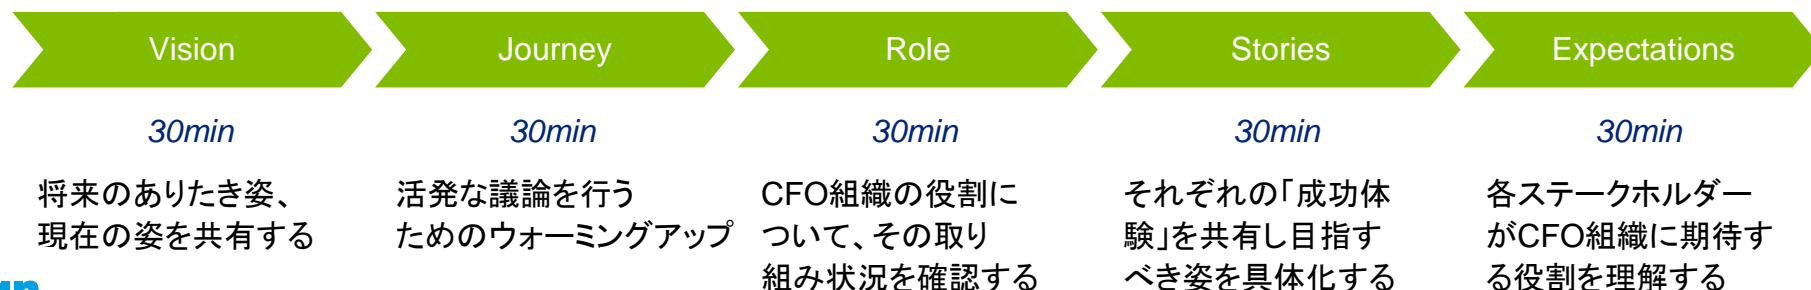 Vision
Journey
Role
Stories
Expectations
30min
30min
30min
30min
30min
将来のありたき姿、
現在の姿を共有する
活発な議論を行う
ためのウォーミングアップ
CFO組織の役割に
ついて、その取り
組み状況を確認する
それぞれの「成功体
験」を共有し目指す
べき姿を具体化する
各ステークホルダー
がCFO組織に期待す
る役割を理解する